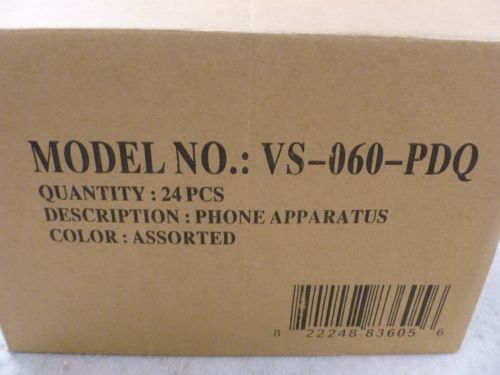 MODEL NO.: VS-060-PDQ
QUANTITY : 24 PCS
DESCRIPTION : PHONE APPARATUS
COLOR : ASSORTED
8 22248 83605 6